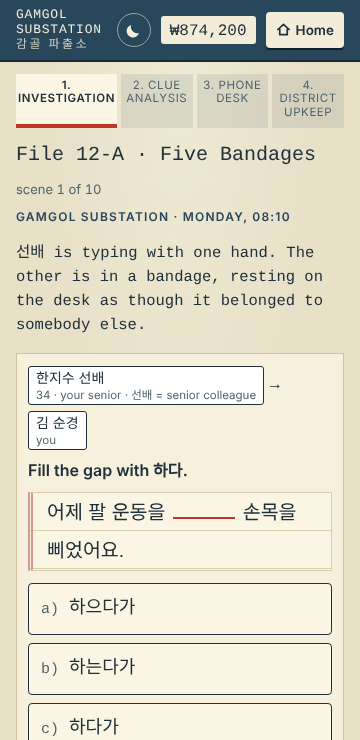 GAMGOL
SUBSTATION
감골 파출소
₩874,200
Home
1.
INVESTIGATION
2. CLUE
ANALYSIS
3. PHONE
DESK
4.
DISTRICT
UPKEEP
File 12-A · Five Bandages
scene 1 of 10
GAMGOL SUBSTATION · MONDAY, 08:10
선배 is typing with one hand. The
other is in a bandage, resting on
the desk as though it belonged to
somebody else.
한지수 선배
34 · your senior · 선배 = senior colleague
→
김 순경
you
Fill the gap with 하다.
어제 팔 운동을 ______ 손목을
삐었어요.
a) 하으다가
b) 하는다가
c) 하다가